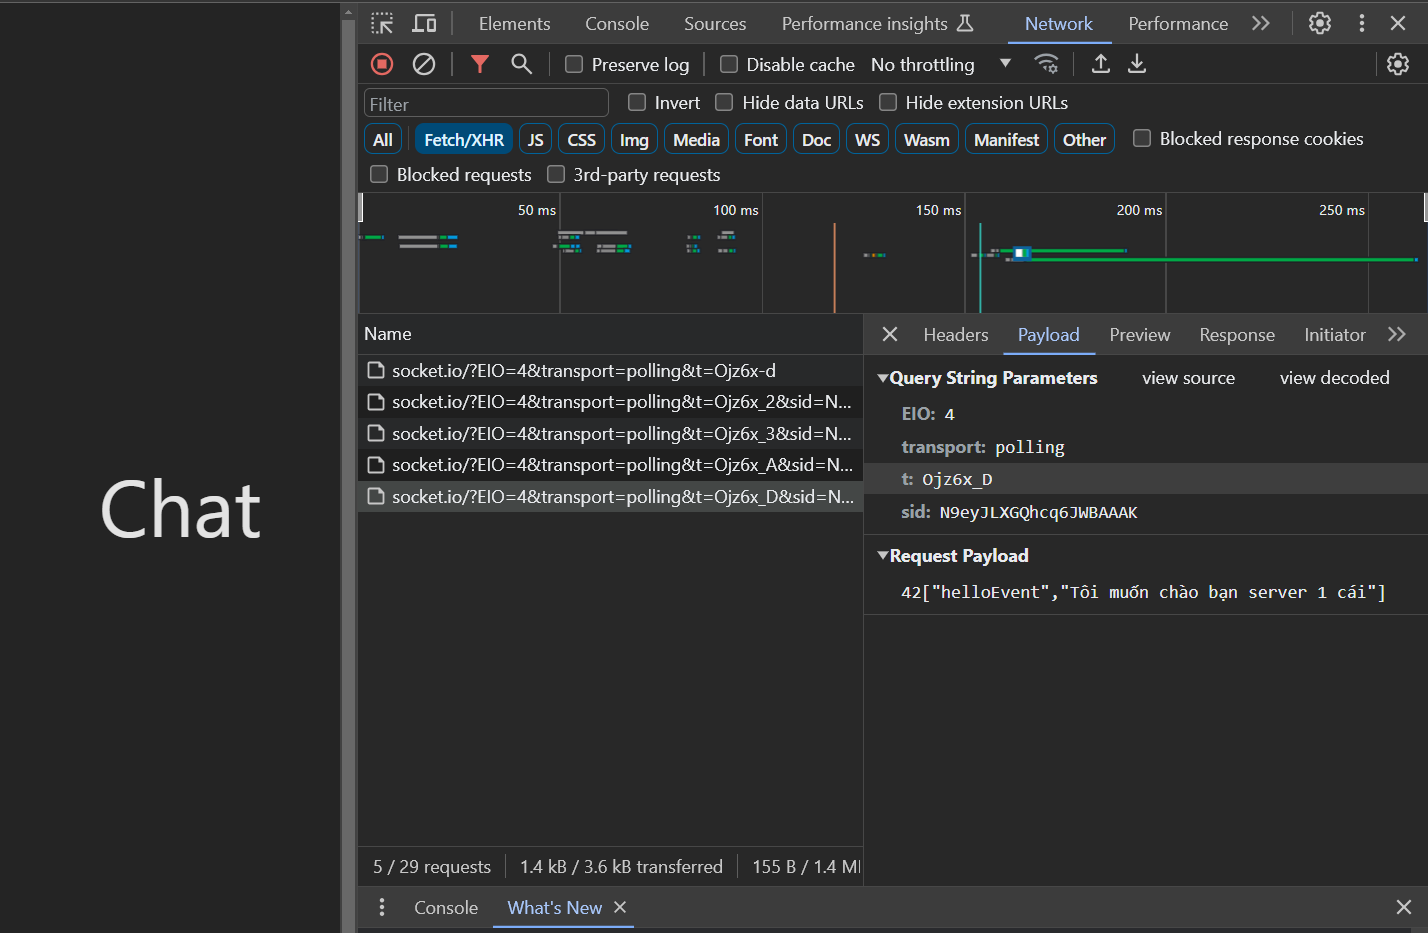 Chat
Elements Console Sources Performance insights Network Performance
Preserve log Disable cache No throttling
Filter Invert Hide data URLs Hide extension URLs
All Fetch/XHR JS CSS Img Media Font Doc WS Wasm Manifest Other Blocked response cookies
Blocked requests 3rd-party requests
50 ms 100 ms 150 ms 200 ms 250 ms
Name
socket.io/?EIO=4&transport=polling&t=Ojz6x-d
socket.io/?EIO=4&transport=polling&t=Ojz6x_2&sid=N...
socket.io/?EIO=4&transport=polling&t=Ojz6x_3&sid=N...
socket.io/?EIO=4&transport=polling&t=Ojz6x_A&sid=N...
socket.io/?EIO=4&transport=polling&t=Ojz6x_D&sid=N...
Headers Payload Preview Response Initiator
Query String Parameters view source view decoded
EIO: 4
transport: polling
t: Ojz6x_D
sid: N9eyJLXGQhcq6JWBAAAK
Request Payload
42["helloEvent","Tôi muốn chào bạn server 1 cái"]
5 / 29 requests 1.4 kB / 3.6 kB transferred 155 B / 1.4 M
Console What's New